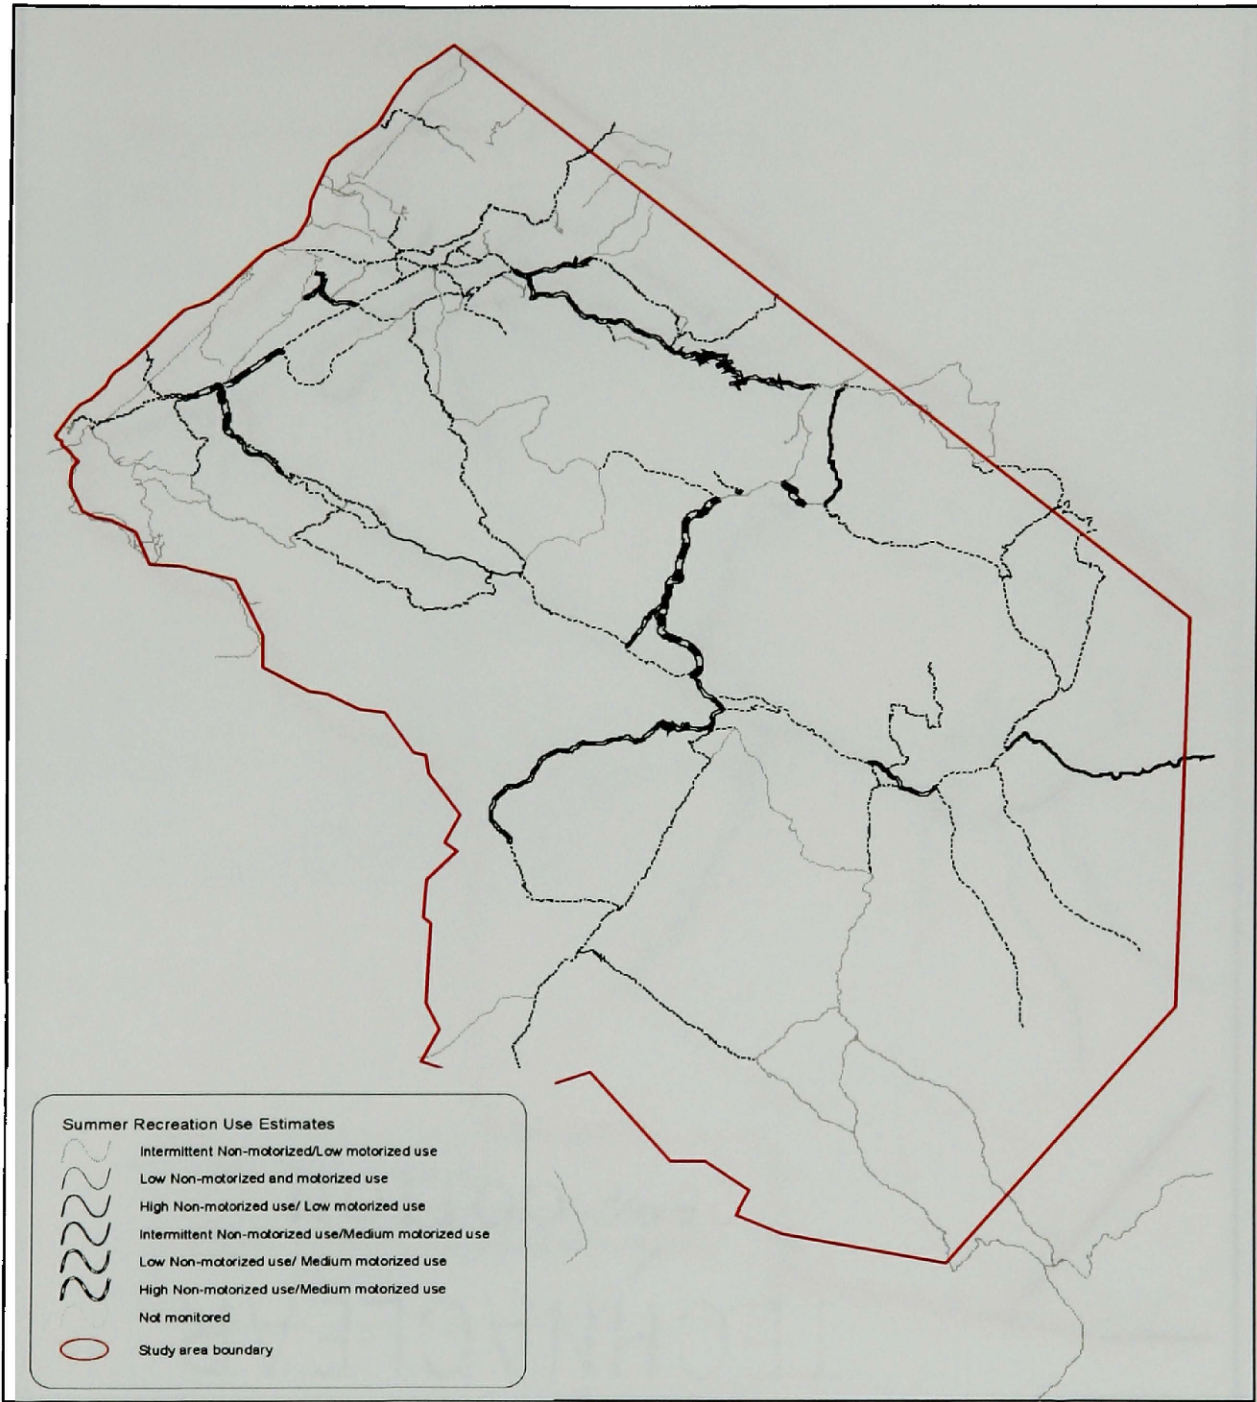 Summer Recreation Use Estimates
Intermittent Non-motorized/Low motorized use
Low Non-motorized and motorized use
High Non-motorized use/ Low motorized use
Intermittent Non-motorized use/Medium motorized use
Low Non-motorized use/ Medium motorized use
High Non-motorized use/Medium motorized use
Not monitored
Study area boundary